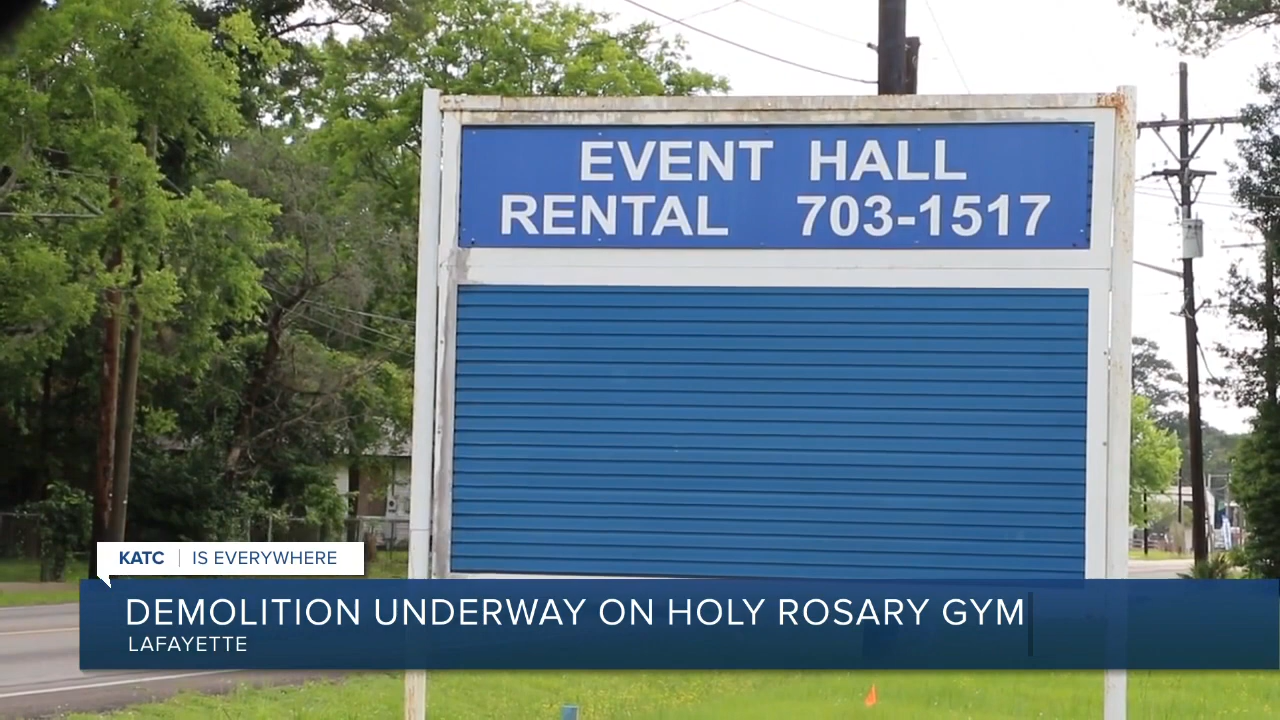 EVENT HALL
RENTAL 703-1517
KATC | IS EVERYWHERE
DEMOLITION UNDERWAY ON HOLY ROSARY GYM
LAFAYETTE